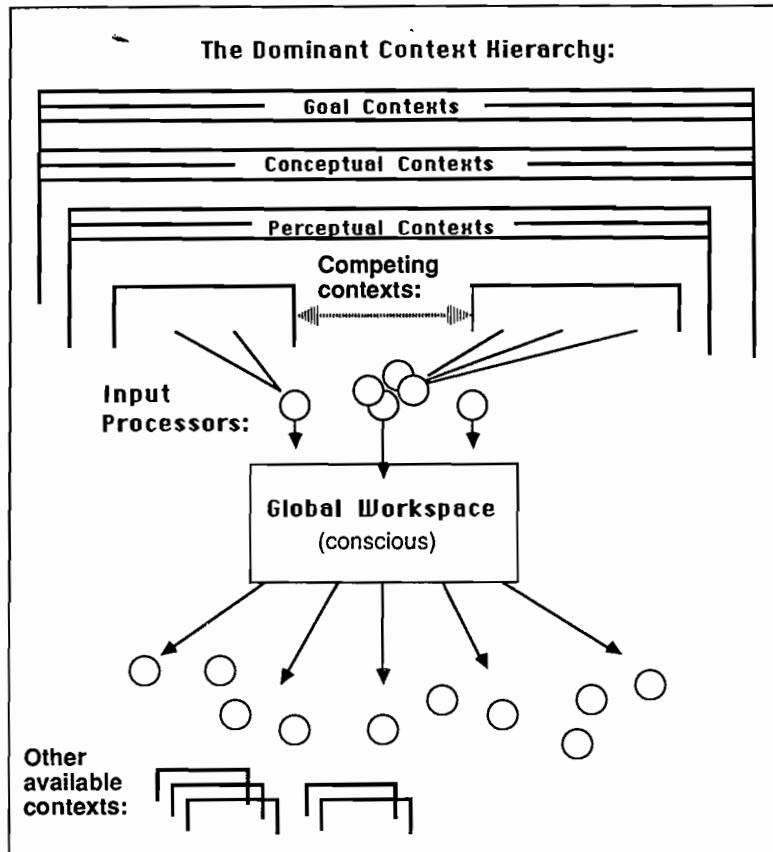 The Dominant Context Hierarchy:
Goal Contexts
Conceptual Contexts
Perceptual Contexts
Competing
contexts:
Input
Processors:
Global Workspace
(conscious)
Other
available
contexts: